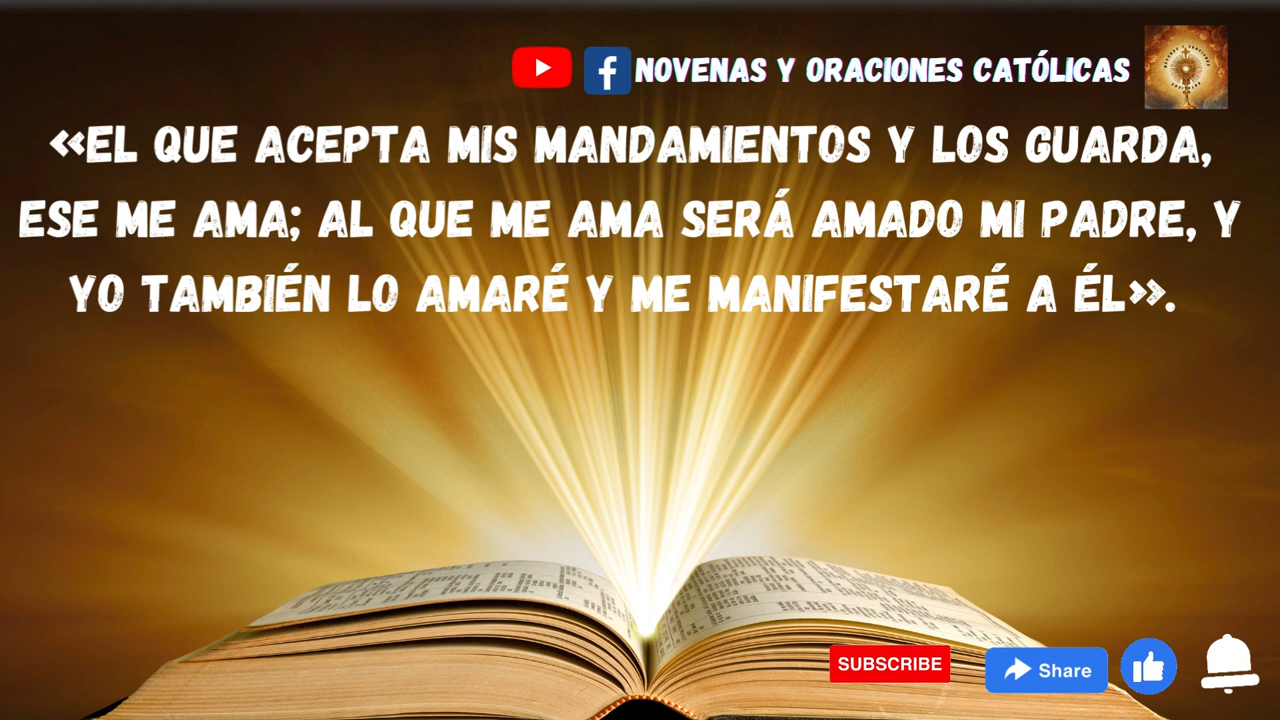 NOVENAS Y ORACIONES CATÓLICAS
«EL QUE ACEPTA MIS MANDAMIENTOS Y LOS GUARDA,
ESE ME AMA; AL QUE ME AMA SERÁ AMADO MI PADRE, Y
YO TAMBIÉN LO AMARÉ Y ME MANIFESTARÉ A ÉL».
SUBSCRIBE
Share